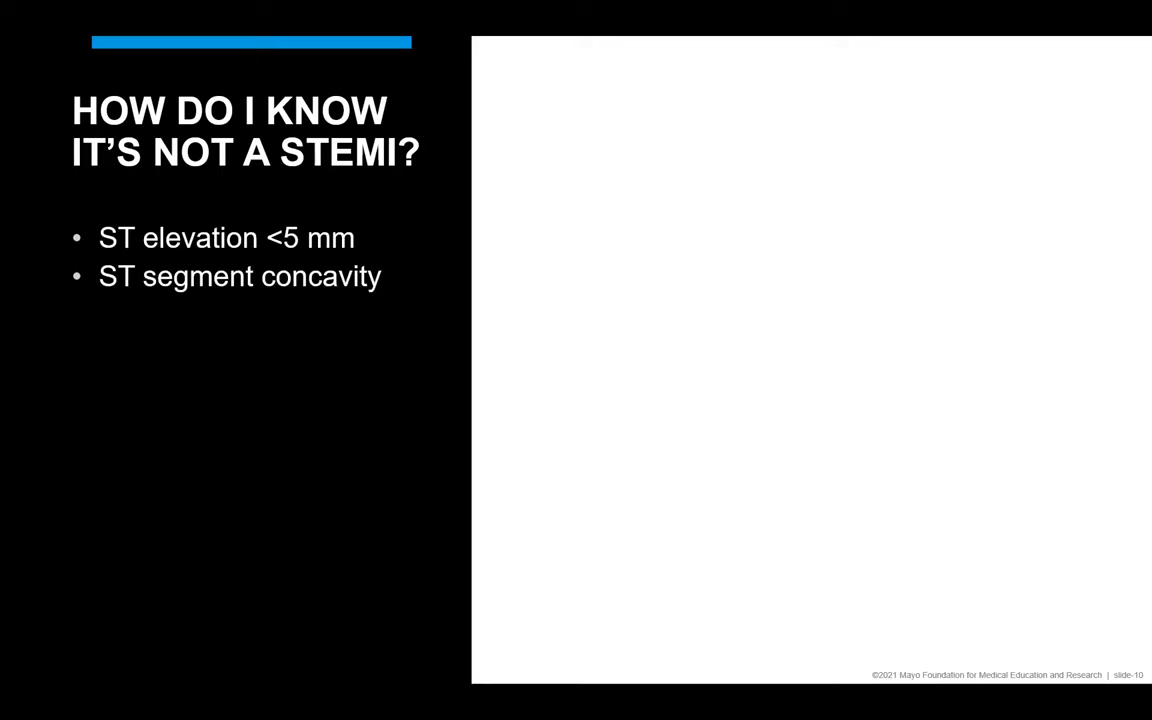 HOW DO I KNOW
IT’S NOT A STEMI?
• ST elevation <5 mm
• ST segment concavity
©2021 Mayo Foundation for Medical Education and Research | slide-10